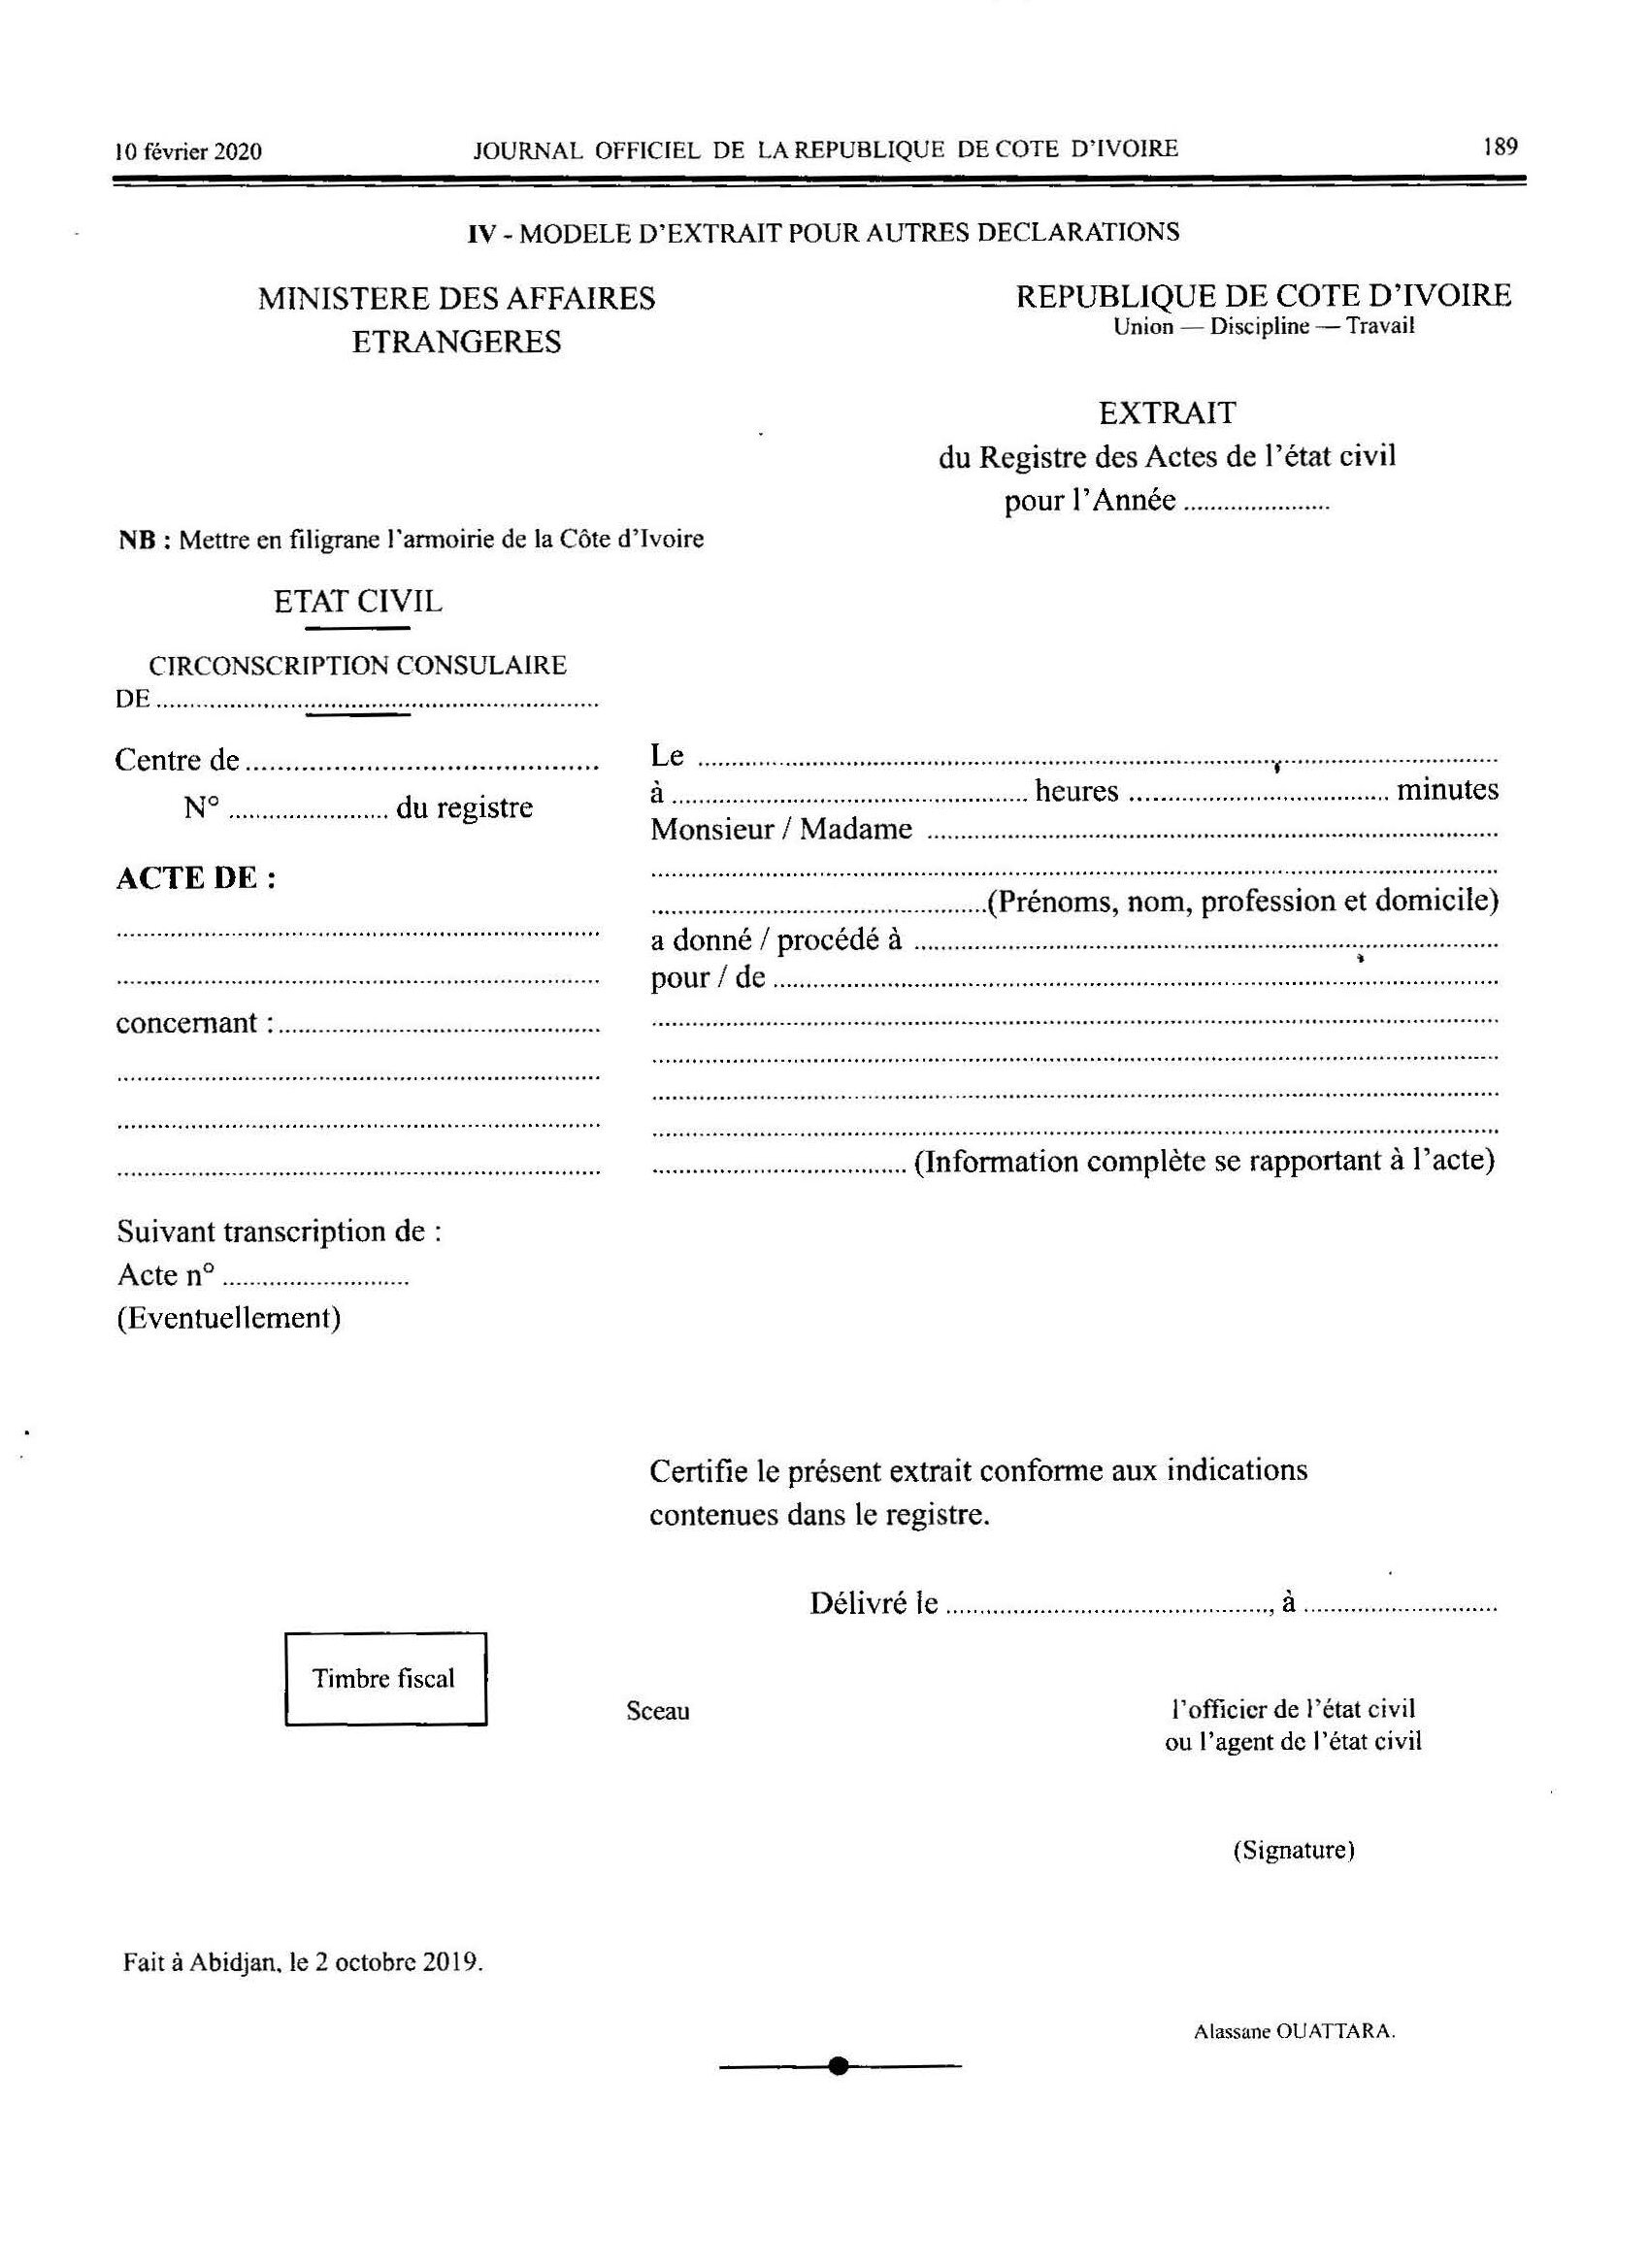 10 février 2020 JOURNAL OFFICIEL DE LA REPUBLIQUE DE COTE D'IVOIRE 189
IV - MODELE D'EXTRAIT POUR AUTRES DECLARATIONS
MINISTERE DES AFFAIRES
ETRANGERES
REPUBLIQUE DE COTE D'IVOIRE
Union — Discipline — Travail
EXTRAIT
du Registre des Actes de l'état civil
pour l'Année ......................
NB : Mettre en filigrane l'armoirie de la Côte d'Ivoire
ETAT CIVIL
CIRCONSCRIPTION CONSULAIRE
DE ..................................................................
Centre de ............................................
N° ........................ du registre
ACTE DE :
........................................................................
........................................................................
concernant : ................................................
........................................................................
........................................................................
........................................................................
Suivant transcription de :
Acte n° ............................
(Eventuellement)
Le ........................................................................................................................
à ..................................................... heures ....................................... minutes
Monsieur / Madame .....................................................................................
..............................................................................................................................
..................................................(Prénoms, nom, profession et domicile)
a donné / procédé à .......................................................................................
pour / de ............................................................................................................
..............................................................................................................................
..............................................................................................................................
..............................................................................................................................
..............................................................................................................................
...................................... (Information complète se rapportant à l'acte)
Certifie le présent extrait conforme aux indications
contenues dans le registre.
Délivré le ................................................, à .............................
Timbre fiscal
Sceau
l'officier de l'état civil
ou l'agent de l'état civil
(Signature)
Fait à Abidjan, le 2 octobre 2019.
Alassane OUATTARA.